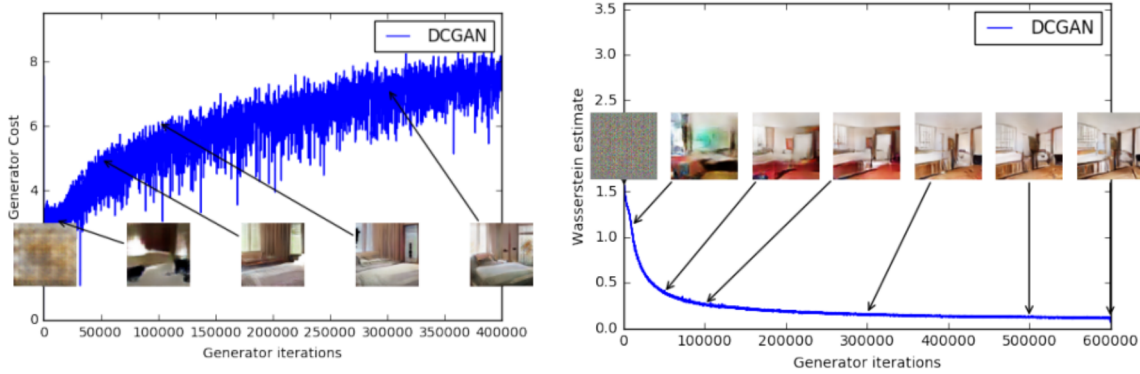 DCGAN
8
6
4
2
0
Generator Cost
0 50000 100000 150000 200000 250000 300000 350000 400000
Generator iterations
DCGAN
3.5
3.0
2.5
1.5
1.0
0.5
0.0
Wasserstein estimate
0 100000 200000 300000 400000 500000 600000
Generator iterations